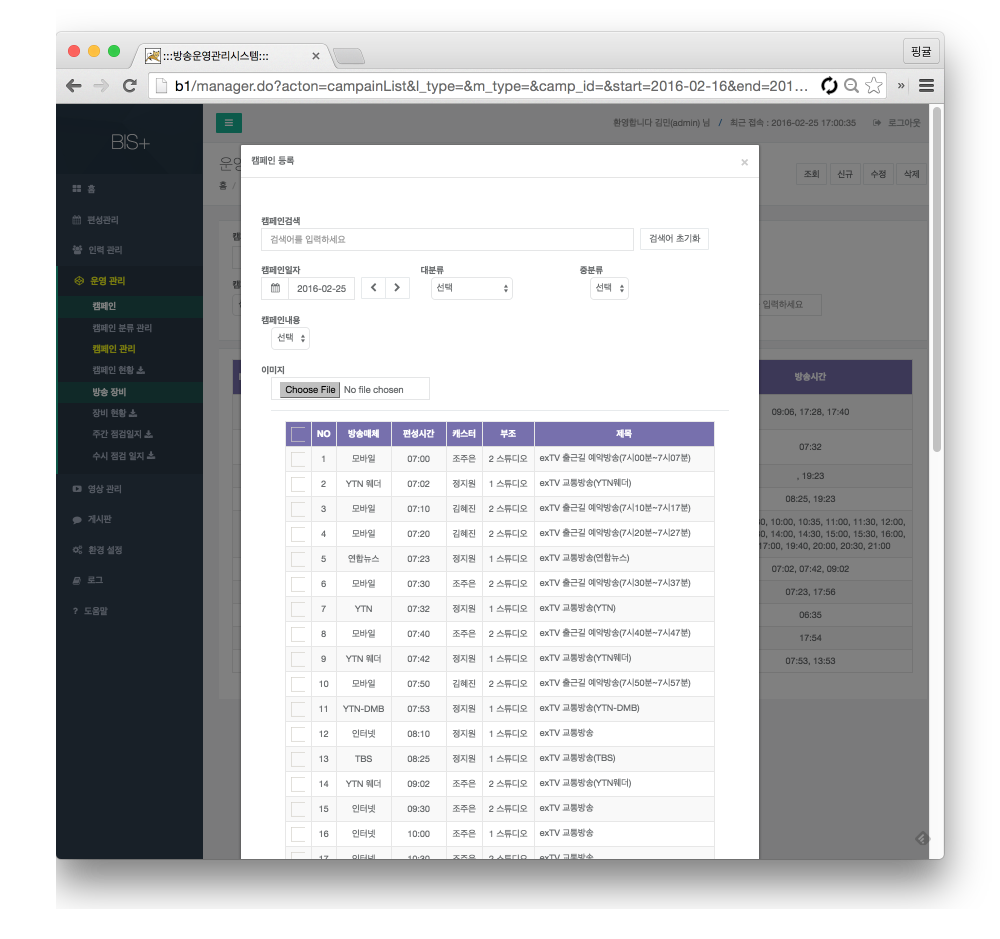 :::방송운영관리시스템:::
핑귤
b1/manager.do?acton=campainList&l_type=&m_type=&camp_id=&start=2016-02-16&end=201...
BIS+
환영합니다 김민(admin) 님 / 최근 접속 : 2016-02-25 17:00:35 로그아웃
홈
편성관리
인력 관리
운영 관리
캠페인
캠페인 분류 관리
캠페인 관리
캠페인 현황
방송 장비
장비 현황
주간 점검일지
수시 점검 일지
영상 관리
게시판
환경 설정
로그
도움말
운영
홈 /
조회 신규 수정 삭제
캠페인 등록
캠페인검색
검색어를 입력하세요
검색어 초기화
캠페인일자 대분류 중분류
2016-02-25 선택 선택
캠페인내용
선택
이미지
Choose File No file chosen
NO 방송매체 편성시간 캐스터 부조 제목
1 모바일 07:00 조주은 2 스튜디오 exTV 출근길 예약방송(7시00분~7시07분)
2 YTN 웨더 07:02 정지원 1 스튜디오 exTV 교통방송(YTN웨더)
3 모바일 07:10 김혜진 2 스튜디오 exTV 출근길 예약방송(7시10분~7시17분)
4 모바일 07:20 김혜진 2 스튜디오 exTV 출근길 예약방송(7시20분~7시27분)
5 연합뉴스 07:23 정지원 1 스튜디오 exTV 교통방송(연합뉴스)
6 모바일 07:30 조주은 2 스튜디오 exTV 출근길 예약방송(7시30분~7시37분)
7 YTN 07:32 정지원 1 스튜디오 exTV 교통방송(YTN)
8 모바일 07:40 조주은 2 스튜디오 exTV 출근길 예약방송(7시40분~7시47분)
9 YTN 웨더 07:42 정지원 1 스튜디오 exTV 교통방송(YTN웨더)
10 모바일 07:50 김혜진 2 스튜디오 exTV 출근길 예약방송(7시50분~7시57분)
11 YTN-DMB 07:53 정지원 1 스튜디오 exTV 교통방송(YTN-DMB)
12 인터넷 08:10 정지원 1 스튜디오 exTV 교통방송
13 TBS 08:25 정지원 1 스튜디오 exTV 교통방송(TBS)
14 YTN 웨더 09:02 조주은 2 스튜디오 exTV 교통방송(YTN웨더)
15 인터넷 09:30 조주은 2 스튜디오 exTV 교통방송
16 인터넷 10:00 조주은 1 스튜디오 exTV 교통방송
17 인터넷 10:30 조주은 2 스튜디오 exTV 교통방송
입력하세요
방송시간
09:06, 17:28, 17:40
07:32
, 19:23
08:25, 19:23
0, 10:00, 10:35, 11:00, 11:30, 12:00,
0, 14:00, 14:30, 15:00, 15:30, 16:00,
17:00, 19:40, 20:00, 20:30, 21:00
07:02, 07:42, 09:02
07:23, 17:56
06:35
17:54
07:53, 13:53